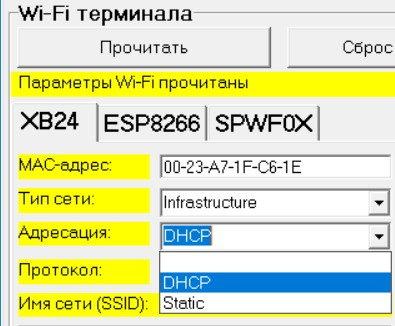 Wi-Fi терминала
Прочитать Сброс
Параметры Wi-Fi прочитаны
XB24 ESP8266 SPWF0X
MAC-адрес: 00-23-A7-1F-C6-1E
Тип сети: Infrastructure
Адресация: DHCP
Протокол:
DHCP
Имя сети (SSID): Static